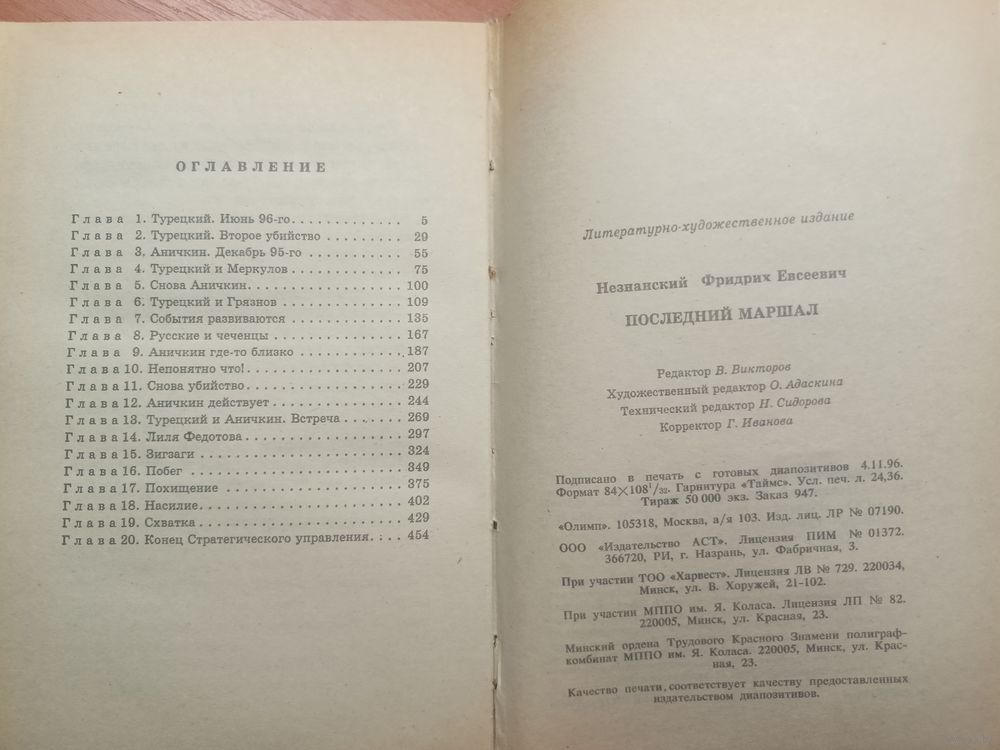 ОГЛАВЛЕНИЕ
Глава 1. Турецкий. Июнь 96-го............. 5
Глава 2. Турецкий. Второе убийство ......... 29
Глава 3. Аничкин. Декабрь 95-го ........... 55
Глава 4. Турецкий и Меркулов ............. 75
Глава 5. Снова Аничкин.................. 100
Глава 6. Турецкий и Грязнов .............. 109
Глава 7. События развиваются ............. 135
Глава 8. Русские и чеченцы ............... 167
Глава 9. Аничкин где-то близко ............ 187
Глава 10. Непонятно что!.................. 207
Глава 11. Снова убийство.................. 229
Глава 12. Аничкин действует ............... 244
Глава 13. Турецкий и Аничкин. Встреча ....... 269
Глава 14. Лиля Федотова.................. 297
Глава 15. Зигзаги ....................... 324
Глава 16. Побег ........................ 349
Глава 17. Похищение .................... 375
Глава 18. Насилие....................... 402
Глава 19. Схватка ....................... 429
Глава 20. Конец Стратегического управления..... 454
Литературно-художественное издание
Незнанский Фридрих Евсеевич
ПОСЛЕДНИЙ МАРШАЛ
Редактор В. Викторов
Художественный редактор О. Адаскина
Технический редактор Н. Сидорова
Корректор Г. Иванова
Подписано в печать с готовых диапозитивов 4.11.96.
Формат 84×108 1/32. Гарнитура «Таймс». Усл. печ. л. 24,36.
Тираж 50 000 экз. Заказ 947.
«Олимп». 105318, Москва, а/я 103. Изд. лиц. ЛР № 07190.
ООО «Издательство АСТ». Лицензия ПИМ № 01372.
366720, РИ, г. Назрань, ул. Фабричная, 3.
При участии ТОО «Харвест». Лицензия ЛВ № 729. 220034,
Минск, ул. В. Хоружей, 21-102.
При участии МППО им. Я. Коласа. Лицензия ЛП № 82.
220005, Минск, ул. Красная, 23.
Минский ордена Трудового Красного Знамени полиграф-
комбинат МППО им. Я. Коласа. 220005, Минск, ул. Крас-
ная, 23.
Качество печати соответствует качеству предоставленных
издательством диапозитивов.